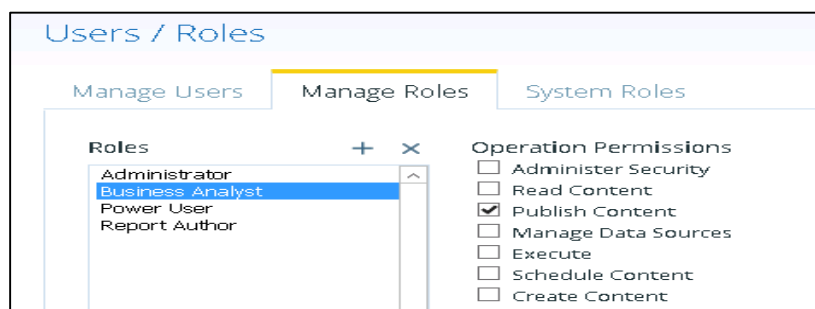 Users / Roles
Manage Users Manage Roles System Roles
Roles + ×
Administrator
Business Analyst
Power User
Report Author
Operation Permissions
Administer Security
Read Content
Publish Content
Manage Data Sources
Execute
Schedule Content
Create Content